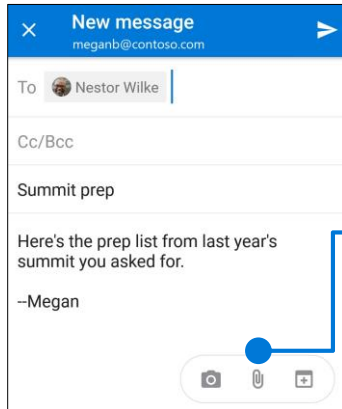 New message
meganb@contoso.com
To Nestor Wilke
Cc/Bcc
Summit prep
Here's the prep list from last year's
summit you asked for.
--Megan